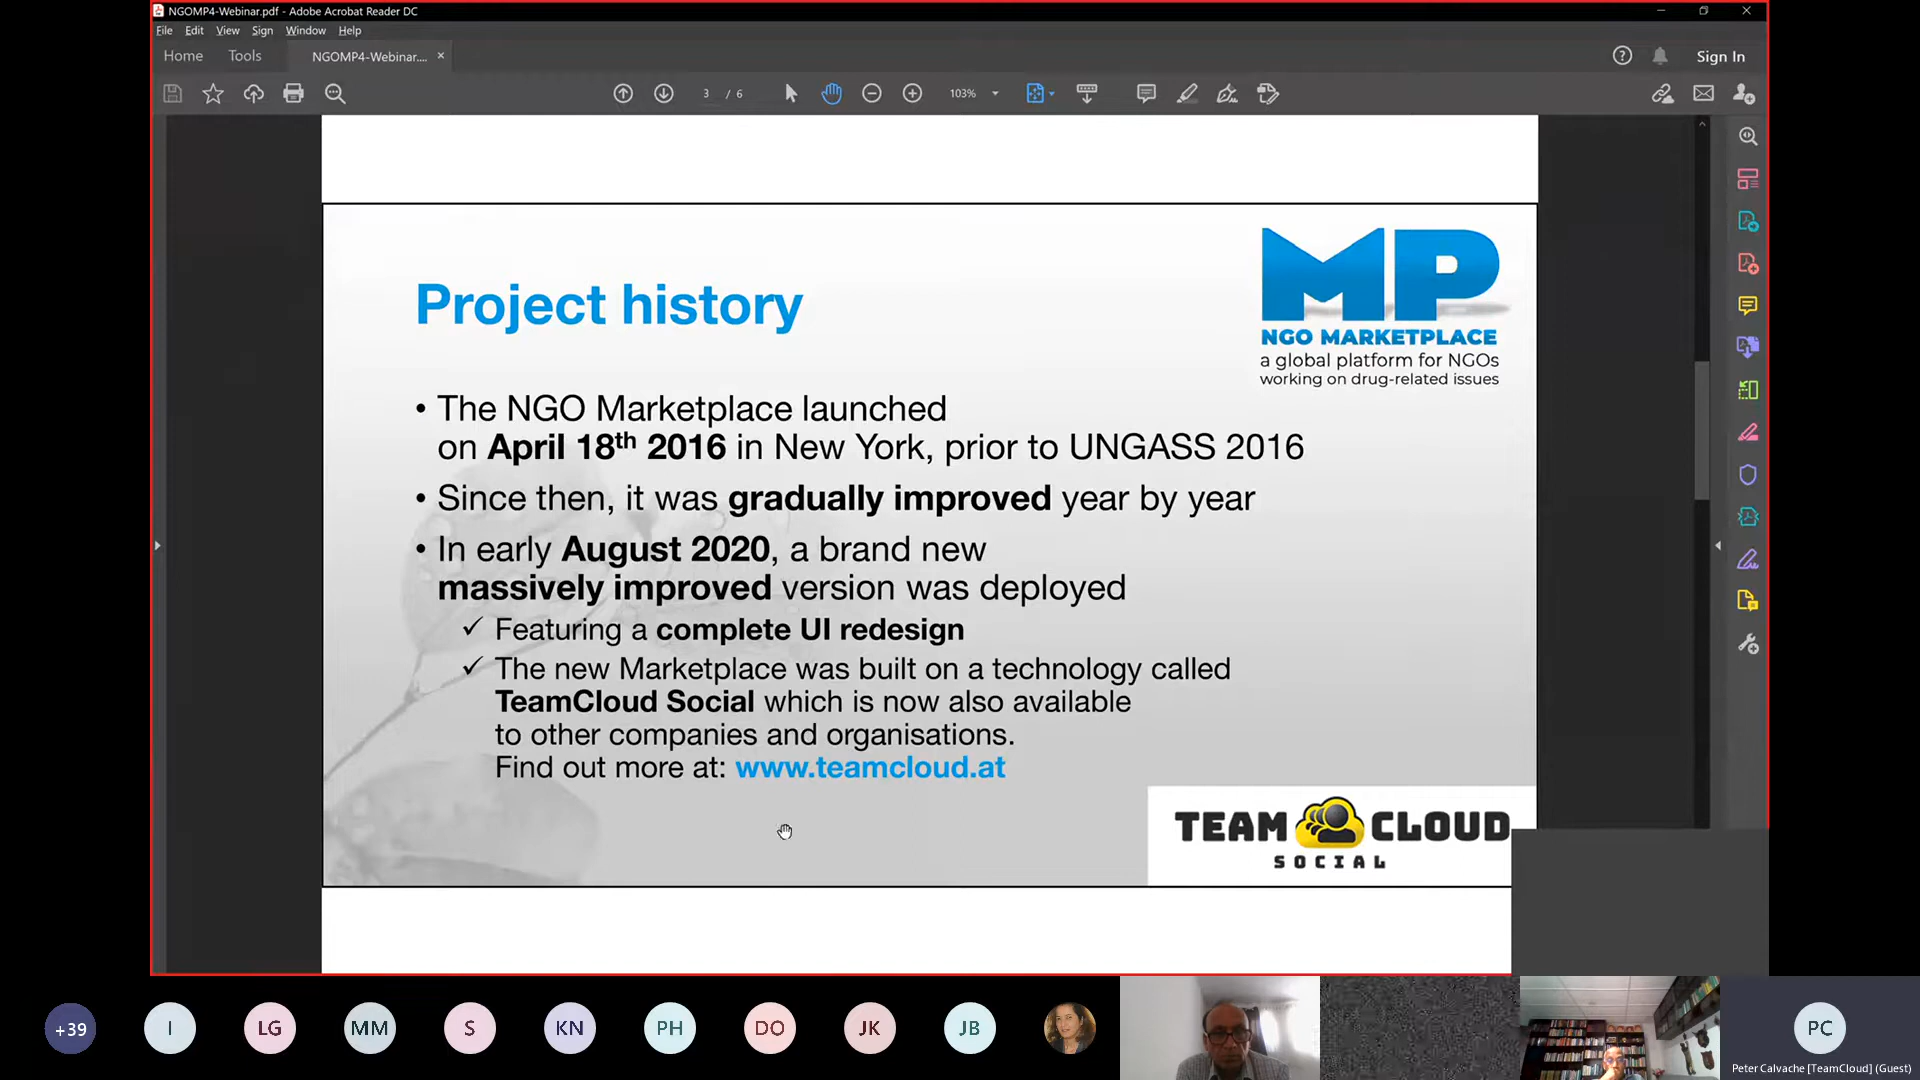 NGOMP4-Webinar.pdf - Adobe Acrobat Reader DC
File Edit View Sign Window Help
Home Tools NGOMP4-Webinar.... × Sign In
3 / 6 103%
MP
NGO MARKETPLACE
a global platform for NGOs
working on drug-related issues
Project history
• The NGO Marketplace launched
on April 18th 2016 in New York, prior to UNGASS 2016
• Since then, it was gradually improved year by year
• In early August 2020, a brand new
massively improved version was deployed
✓ Featuring a complete UI redesign
✓ The new Marketplace was built on a technology called
TeamCloud Social which is now also available
to other companies and organisations.
Find out more at: www.teamcloud.at
TEAM CLOUD
SOCIAL
+39 I LG MM S KN PH DO JK JB PC
Peter Calvache [TeamCloud] (Guest)